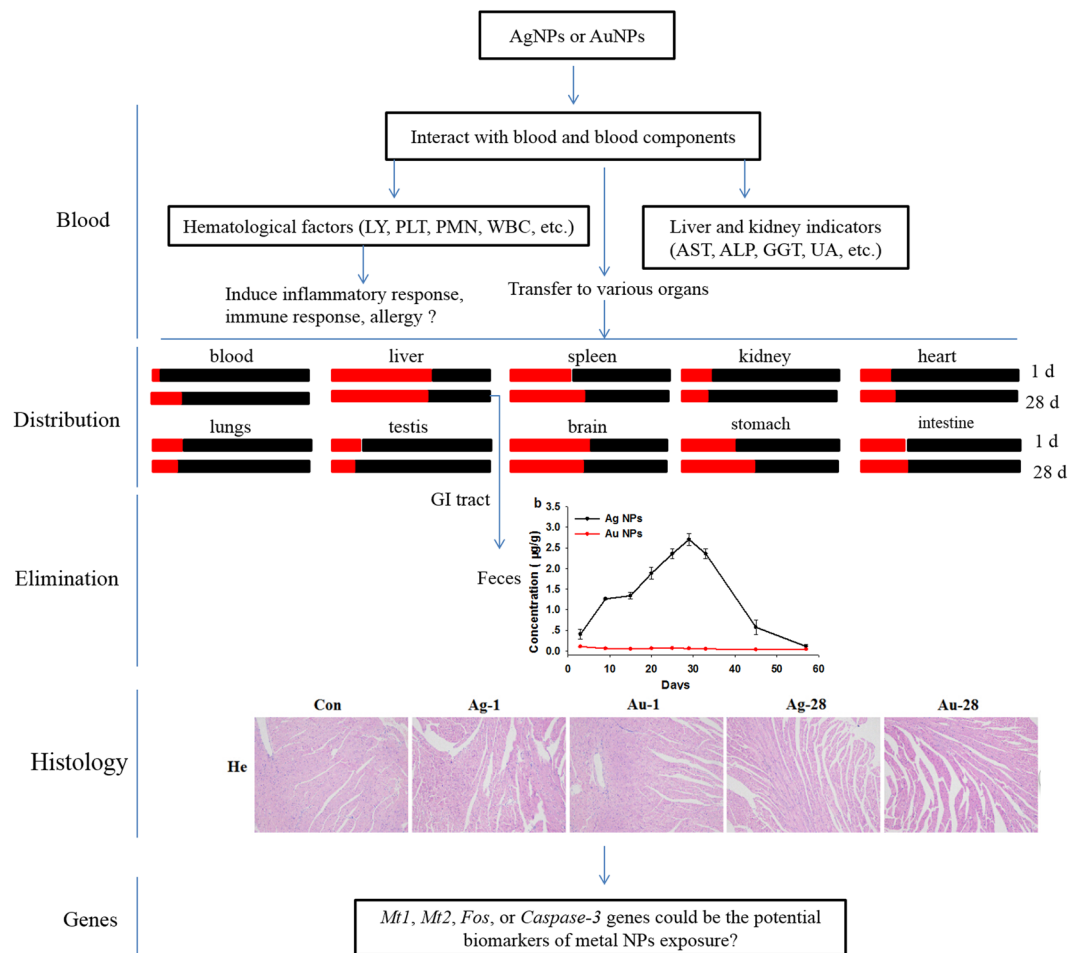 AgNPs or AuNPs
Interact with blood and blood components
Blood
Hematological factors (LY, PLT, PMN, WBC, etc.)
Liver and kidney indicators
(AST, ALP, GGT, UA, etc.)
Induce inflammatory response,
immune response, allergy ?
Transfer to various organs
Distribution
blood liver spleen kidney heart
1 d
28 d
lungs testis brain stomach intestine
1 d
28 d
GI tract
Elimination
Feces
b
Ag NPs
Au NPs
Concentration ( µg/g)
3.5
3.0
2.5
2.0
1.5
1.0
.5
0.0
0 10 20 30 40 50 60
Days
Histology
Con Ag-1 Au-1 Ag-28 Au-28
He
Genes
Mt1, Mt2, Fos, or Caspase-3 genes could be the potential
biomarkers of metal NPs exposure?